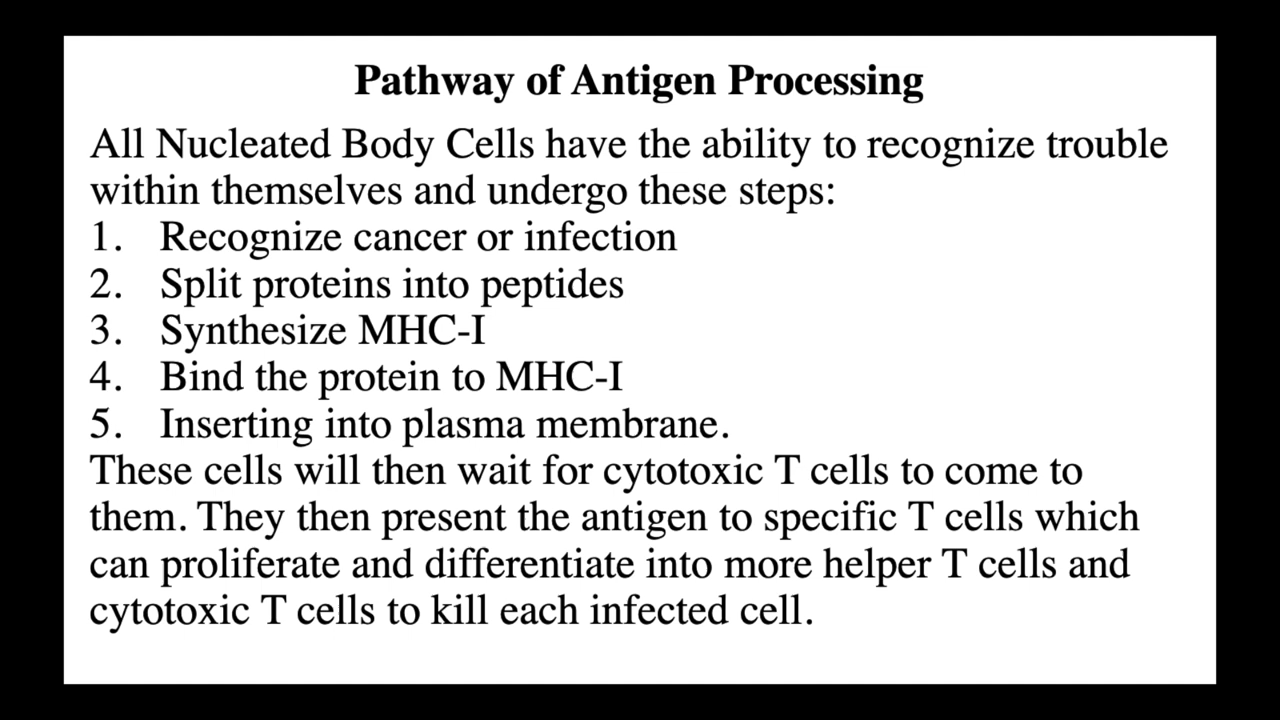 Pathway of Antigen Processing
All Nucleated Body Cells have the ability to recognize trouble
within themselves and undergo these steps:
1. Recognize cancer or infection
2. Split proteins into peptides
3. Synthesize MHC-I
4. Bind the protein to MHC-I
5. Inserting into plasma membrane.
These cells will then wait for cytotoxic T cells to come to
them. They then present the antigen to specific T cells which
can proliferate and differentiate into more helper T cells and
cytotoxic T cells to kill each infected cell.